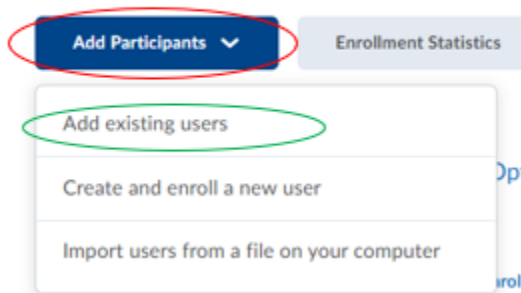 Add Participants
Enrollment Statistics
Add existing users
Create and enroll a new user
Import users from a file on your computer